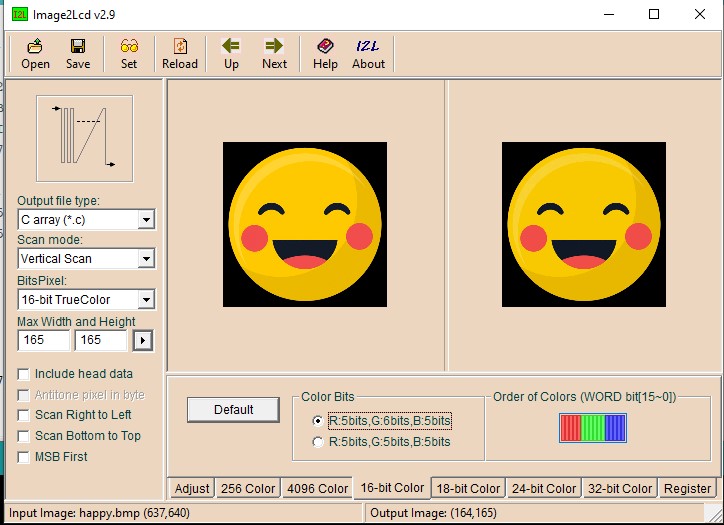 I2L Image2Lcd v2.9
Open Save Set Reload Up Next Help I2L About
Output file type:
C array (*.c)
Scan mode:
Vertical Scan
BitsPixel:
16-bit TrueColor
Max Width and Height
165 165
Include head data
Antitone pixel in byte
Scan Right to Left
Scan Bottom to Top
MSB First
Default
Color Bits
R:5bits,G:6bits,B:5bits
R:5bits,G:5bits,B:5bits
Order of Colors (WORD bit[15~0])
Adjust 256 Color 4096 Color 16-bit Color 18-bit Color 24-bit Color 32-bit Color Register
Input Image: happy.bmp (637,640) Output Image: (164,165)